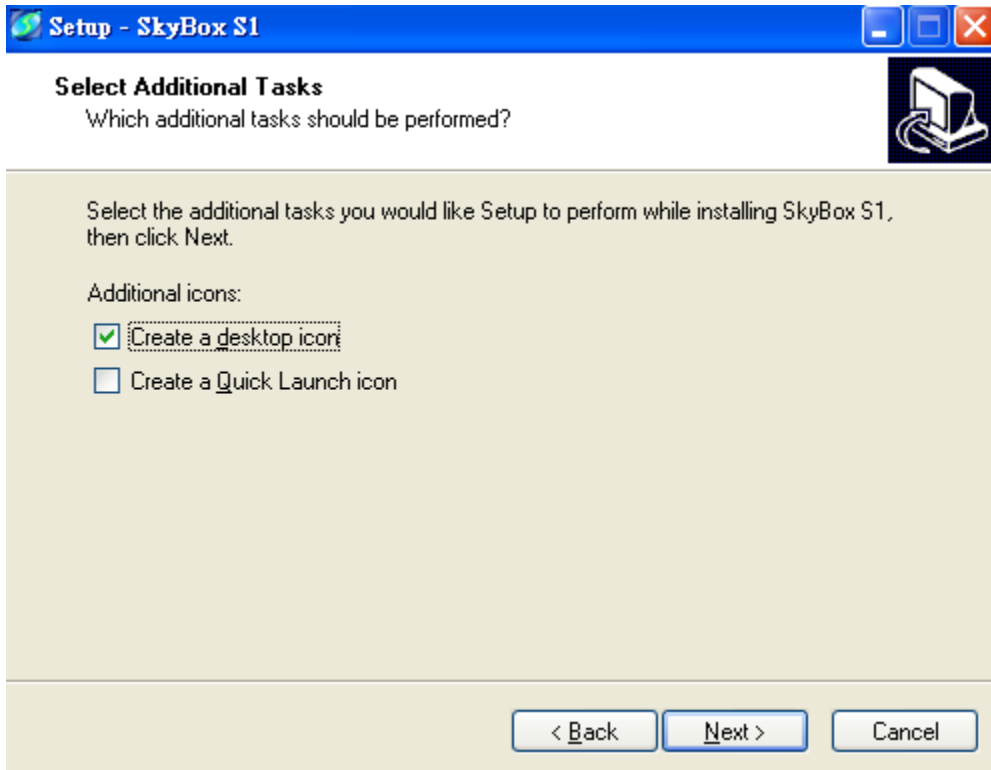 Setup - SkyBox S1
Select Additional Tasks
Which additional tasks should be performed?
Select the additional tasks you would like Setup to perform while installing SkyBox S1,
then click Next.
Additional icons:
Create a desktop icon
Create a Quick Launch icon
< Back
Next >
Cancel